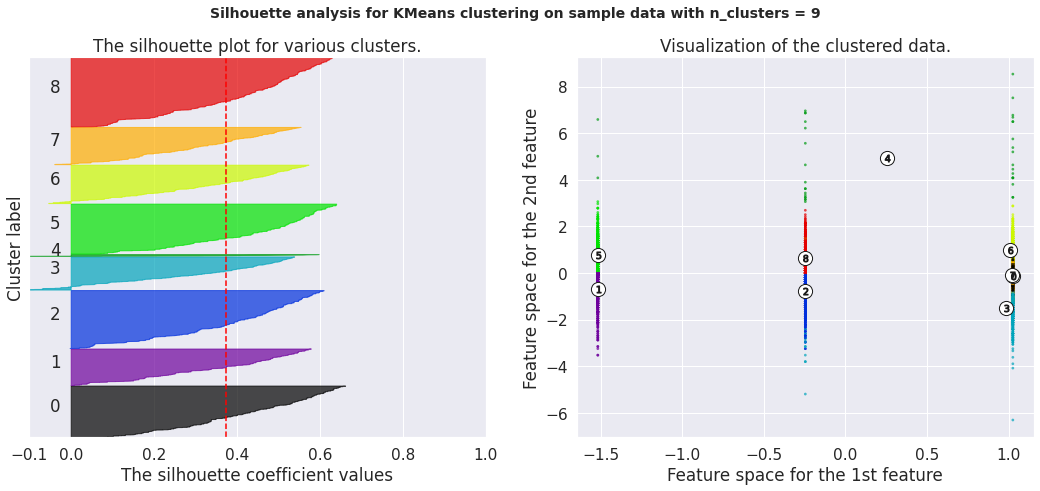 Silhouette analysis for KMeans clustering on sample data with n_clusters = 9
The silhouette plot for various clusters.
8
7
6
5
4
3
2
1
0
Cluster label
−0.1 0.0 0.2 0.4 0.6 0.8 1.0
The silhouette coefficient values
Visualization of the clustered data.
8
6
4
2
0
−2
−4
−6
Feature space for the 2nd feature
4
5
8
6
7
0
1
2
3
−1.5 −1.0 −0.5 0.0 0.5 1.0
Feature space for the 1st feature